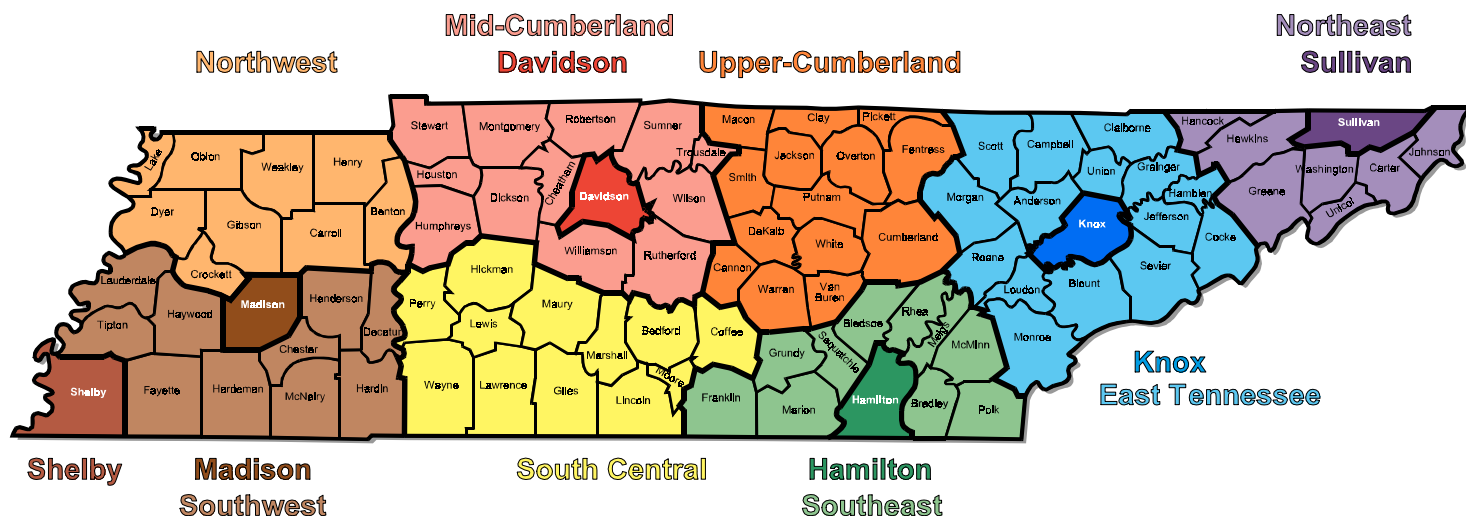 Mid-Cumberland
Northeast
Northwest
Davidson
Upper-Cumberland
Sullivan
Stewart
Montgomery
Robertson
Sumner
Macon
Clay
Pickett
Claiborne
Hancock
Sullivan
Lake
Obion
Weakley
Henry
Houston
Cheatham
Trousdale
Jackson
Overton
Fentress
Scott
Campbell
Union
Grainger
Hawkins
Washington
Carter
Johnson
Dyer
Gibson
Carroll
Benton
Humphreys
Dickson
Davidson
Wilson
Smith
Putnam
Morgan
Anderson
Knox
Hamblen
Jefferson
Greene
Unicoi
Crockett
Williamson
Rutherford
DeKalb
White
Cumberland
Roane
Loudon
Blount
Sevier
Cocke
Lauderdale
Haywood
Madison
Henderson
Decatur
Perry
Hickman
Maury
Cannon
Warren
Van
Buren
Bledsoe
Rhea
Meigs
McMinn
Monroe
Tipton
Chester
Lewis
Marshall
Bedford
Coffee
Grundy
Sequatchie
Shelby
Fayette
Hardeman
McNairy
Hardin
Wayne
Lawrence
Giles
Lincoln
Moore
Franklin
Marion
Hamilton
Bradley
Polk
Knox
East Tennessee
Shelby
Madison
South Central
Hamilton
Southwest
Southeast